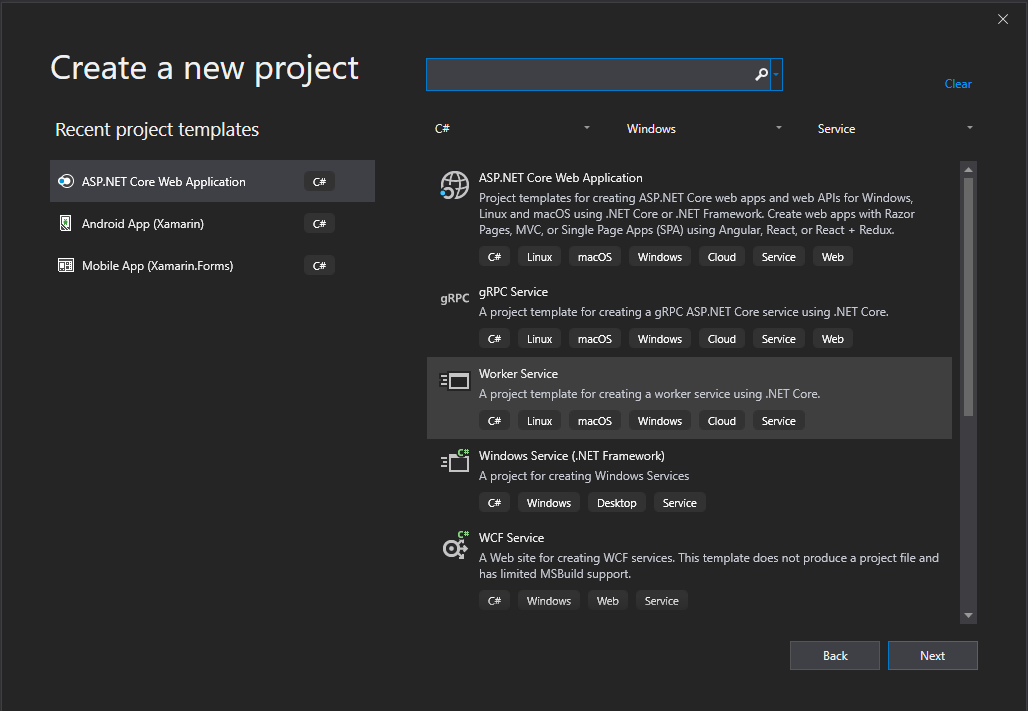 Create a new project
Clear
Recent project templates
ASP.NET Core Web Application C#
Android App (Xamarin) C#
Mobile App (Xamarin.Forms) C#
C# Windows Service
ASP.NET Core Web Application
Project templates for creating ASP.NET Core web apps and web APIs for Windows,
Linux and macOS using .NET Core or .NET Framework. Create web apps with Razor
Pages, MVC, or Single Page Apps (SPA) using Angular, React, or React + Redux.
C# Linux macOS Windows Cloud Service Web
gRPC
gRPC Service
A project template for creating a gRPC ASP.NET Core service using .NET Core.
C# Linux macOS Windows Cloud Service Web
Worker Service
A project template for creating a worker service using .NET Core.
C# Linux macOS Windows Cloud Service
C#
Windows Service (.NET Framework)
A project for creating Windows Services
C# Windows Desktop Service
C#
WCF Service
A Web site for creating WCF services. This template does not produce a project file and
has limited MSBuild support.
C# Windows Web Service
Back Next